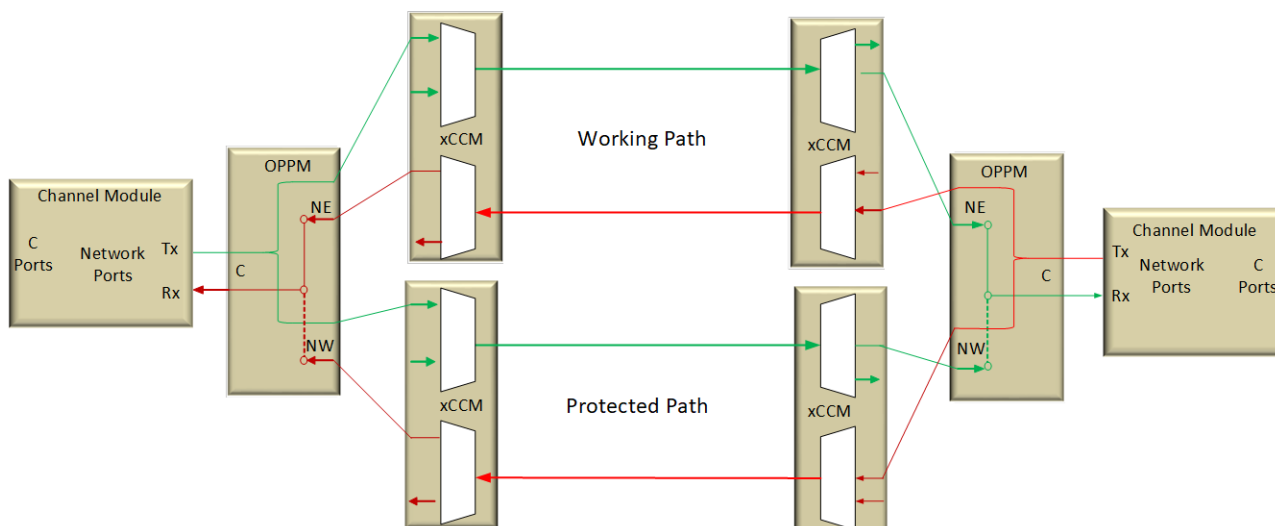 xCCM
Working Path
xCCM
OPPM
OPPM
Channel Module
NE
NE
Channel Module
C
Ports
Network
Ports
Tx
C
Tx
Network
Ports
C
Ports
C
Rx
Rx
NW
NW
xCCM
Protected Path
xCCM